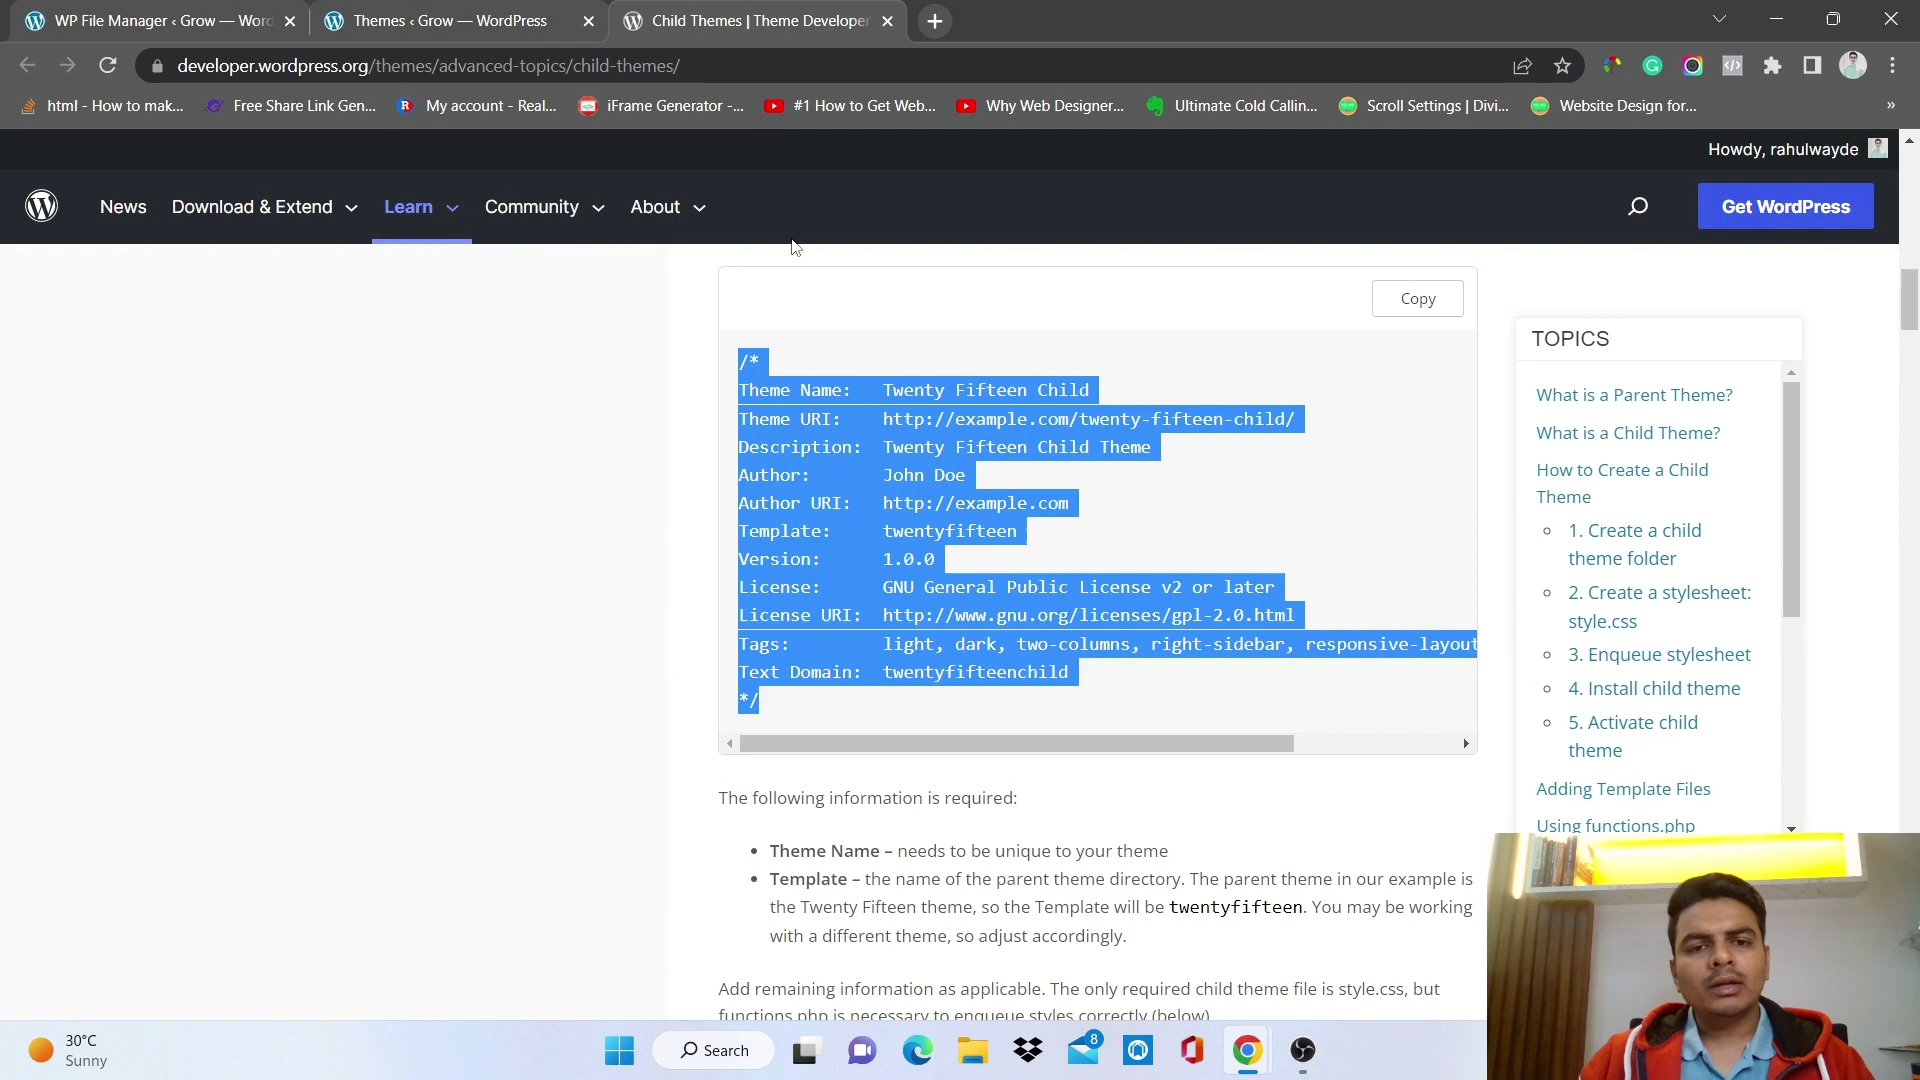 WP File Manager ‹ Grow — Word
Themes ‹ Grow — WordPress
Child Themes | Theme Developer
developer.wordpress.org/themes/advanced-topics/child-themes/
html - How to mak...
Free Share Link Gen...
My account - Real...
iFrame Generator -...
#1 How to Get Web...
Why Web Designer...
Ultimate Cold Callin...
Scroll Settings | Divi...
Website Design for...
»
Howdy, rahulwayde
News
Download & Extend
Learn
Community
About
Get WordPress
Copy
/*
Theme Name:   Twenty Fifteen Child
Theme URI:    http://example.com/twenty-fifteen-child/
Description:  Twenty Fifteen Child Theme
Author:       John Doe
Author URI:   http://example.com
Template:     twentyfifteen
Version:      1.0.0
License:      GNU General Public License v2 or later
License URI:  http://www.gnu.org/licenses/gpl-2.0.html
Tags:         light, dark, two-columns, right-sidebar, responsive-layout
Text Domain:  twentyfifteenchild
*/
The following information is required:
• Theme Name – needs to be unique to your theme
• Template – the name of the parent theme directory. The parent theme in our example is
the Twenty Fifteen theme, so the Template will be twentyfifteen. You may be working
with a different theme, so adjust accordingly.
Add remaining information as applicable. The only required child theme file is style.css, but
functions.php is necessary to enqueue styles correctly (below)
TOPICS
What is a Parent Theme?
What is a Child Theme?
How to Create a Child
Theme
1. Create a child
theme folder
2. Create a stylesheet:
style.css
3. Enqueue stylesheet
4. Install child theme
5. Activate child
theme
Adding Template Files
Using functions.php
30°C
Sunny
Search
8